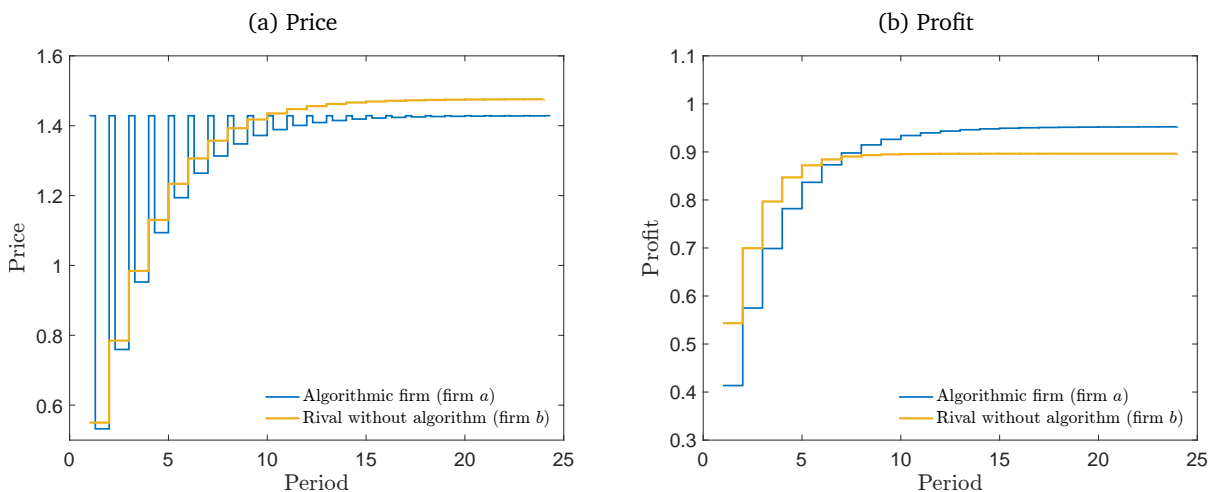 (a) Price
1.6
1.4
1.2
1
0.8
0.6
Price
0 5 10 15 20 25
Period
Algorithmic firm (firm a)
Rival without algorithm (firm b)
(b) Profit
1.1
1
0.9
0.8
0.7
0.6
0.5
0.4
0.3
Profit
0 5 10 15 20 25
Period
Algorithmic firm (firm a)
Rival without algorithm (firm b)